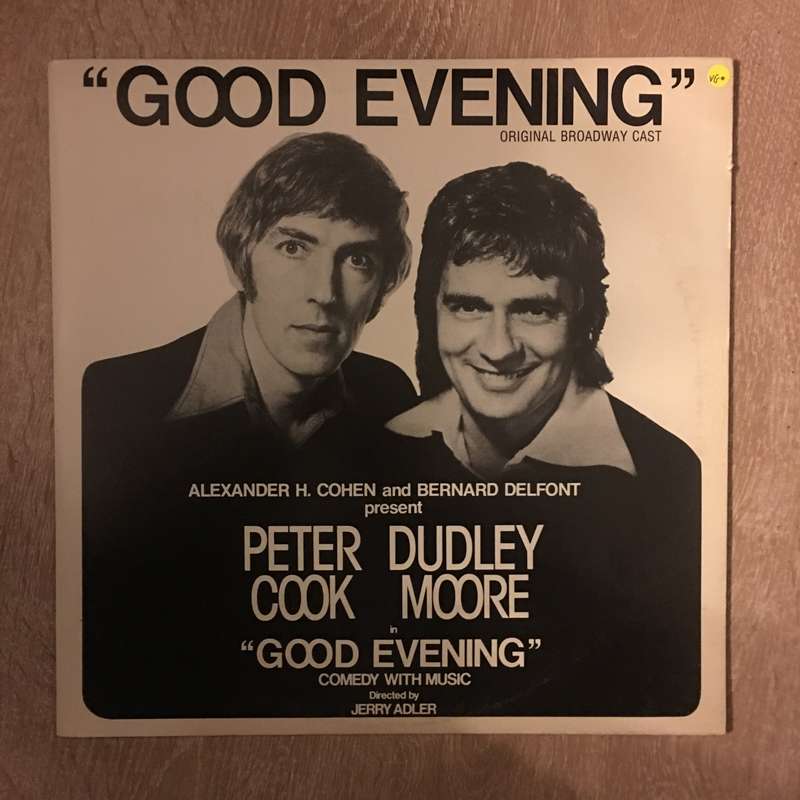 “GOOD EVENING”
VG+
ORIGINAL BROADWAY CAST
ALEXANDER H. COHEN and BERNARD DELFONT
present
PETER DUDLEY
COOK MOORE
in
“GOOD EVENING”
COMEDY WITH MUSIC
Directed by
JERRY ADLER